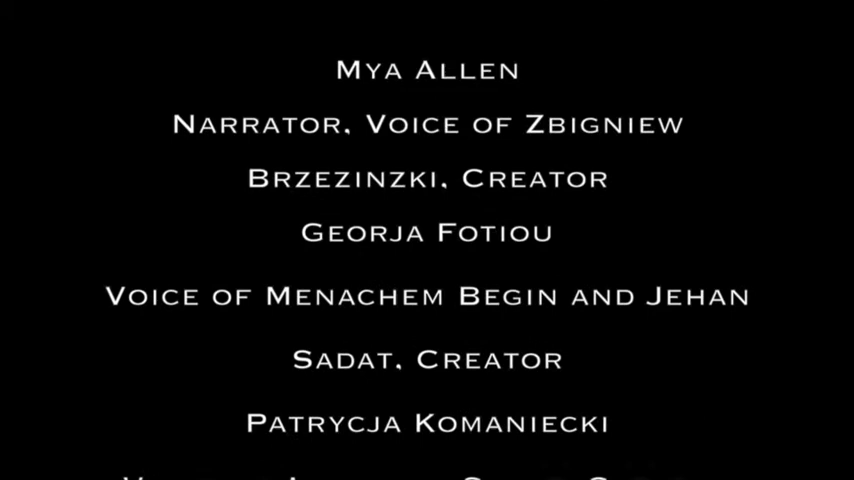 Mya Allen
Narrator, Voice of Zbigniew
Brzezinzki, Creator
Georja Fotiou
Voice of Menachem Begin and Jehan
Sadat, Creator
Patrycja Komaniecki